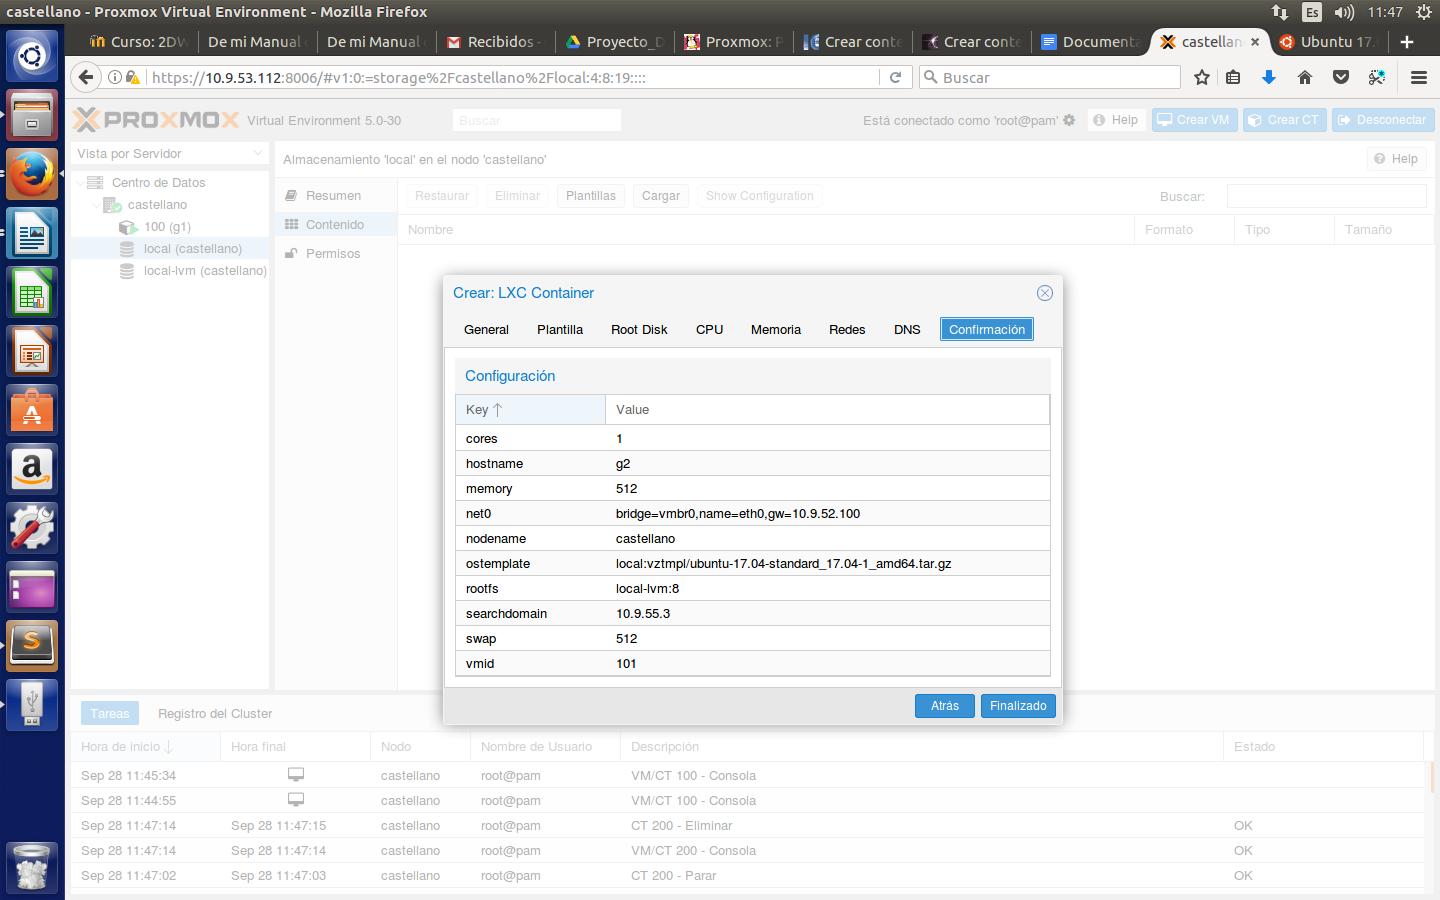 castellano - Proxmox Virtual Environment - Mozilla Firefox
Es 11:47
Curso: 2DW De mi Manual De mi Manual Recibidos - Proyecto_D Proxmox: P Crear conte Crear conte Documenta castellan Ubuntu 17.
https://10.9.53.112:8006/#v1:0:=storage%2Fcastellano%2Flocal:4:8:19::::
Buscar
PROXMOX Virtual Environment 5.0-30
Buscar
Está conectado como 'root@pam'
Help
Crear VM
Crear CT
Desconectar
Vista por Servidor
Centro de Datos
castellano
100 (g1)
local (castellano)
local-lvm (castellano)
Almacenamiento 'local' en el nodo 'castellano'
Help
Resumen
Contenido
Permisos
Restaurar Eliminar Plantillas Cargar Show Configuration
Buscar:
Nombre Formato Tipo Tamaño
Crear: LXC Container
General Plantilla Root Disk CPU Memoria Redes DNS Confirmación
Configuración
Key Value
cores 1
hostname g2
memory 512
net0 bridge=vmbr0,name=eth0,gw=10.9.52.100
nodename castellano
ostemplate local:vztmpl/ubuntu-17.04-standard_17.04-1_amd64.tar.gz
rootfs local-lvm:8
searchdomain 10.9.55.3
swap 512
vmid 101
Atrás Finalizado
Tareas Registro del Cluster
Hora de inicio Hora final Nodo Nombre de Usuario Descripción Estado
Sep 28 11:45:34 castellano root@pam VM/CT 100 - Consola
Sep 28 11:44:55 castellano root@pam VM/CT 100 - Consola
Sep 28 11:47:14 Sep 28 11:47:15 castellano root@pam CT 200 - Eliminar OK
Sep 28 11:47:14 Sep 28 11:47:14 castellano root@pam VM/CT 200 - Consola OK
Sep 28 11:47:02 Sep 28 11:47:03 castellano root@pam CT 200 - Parar OK